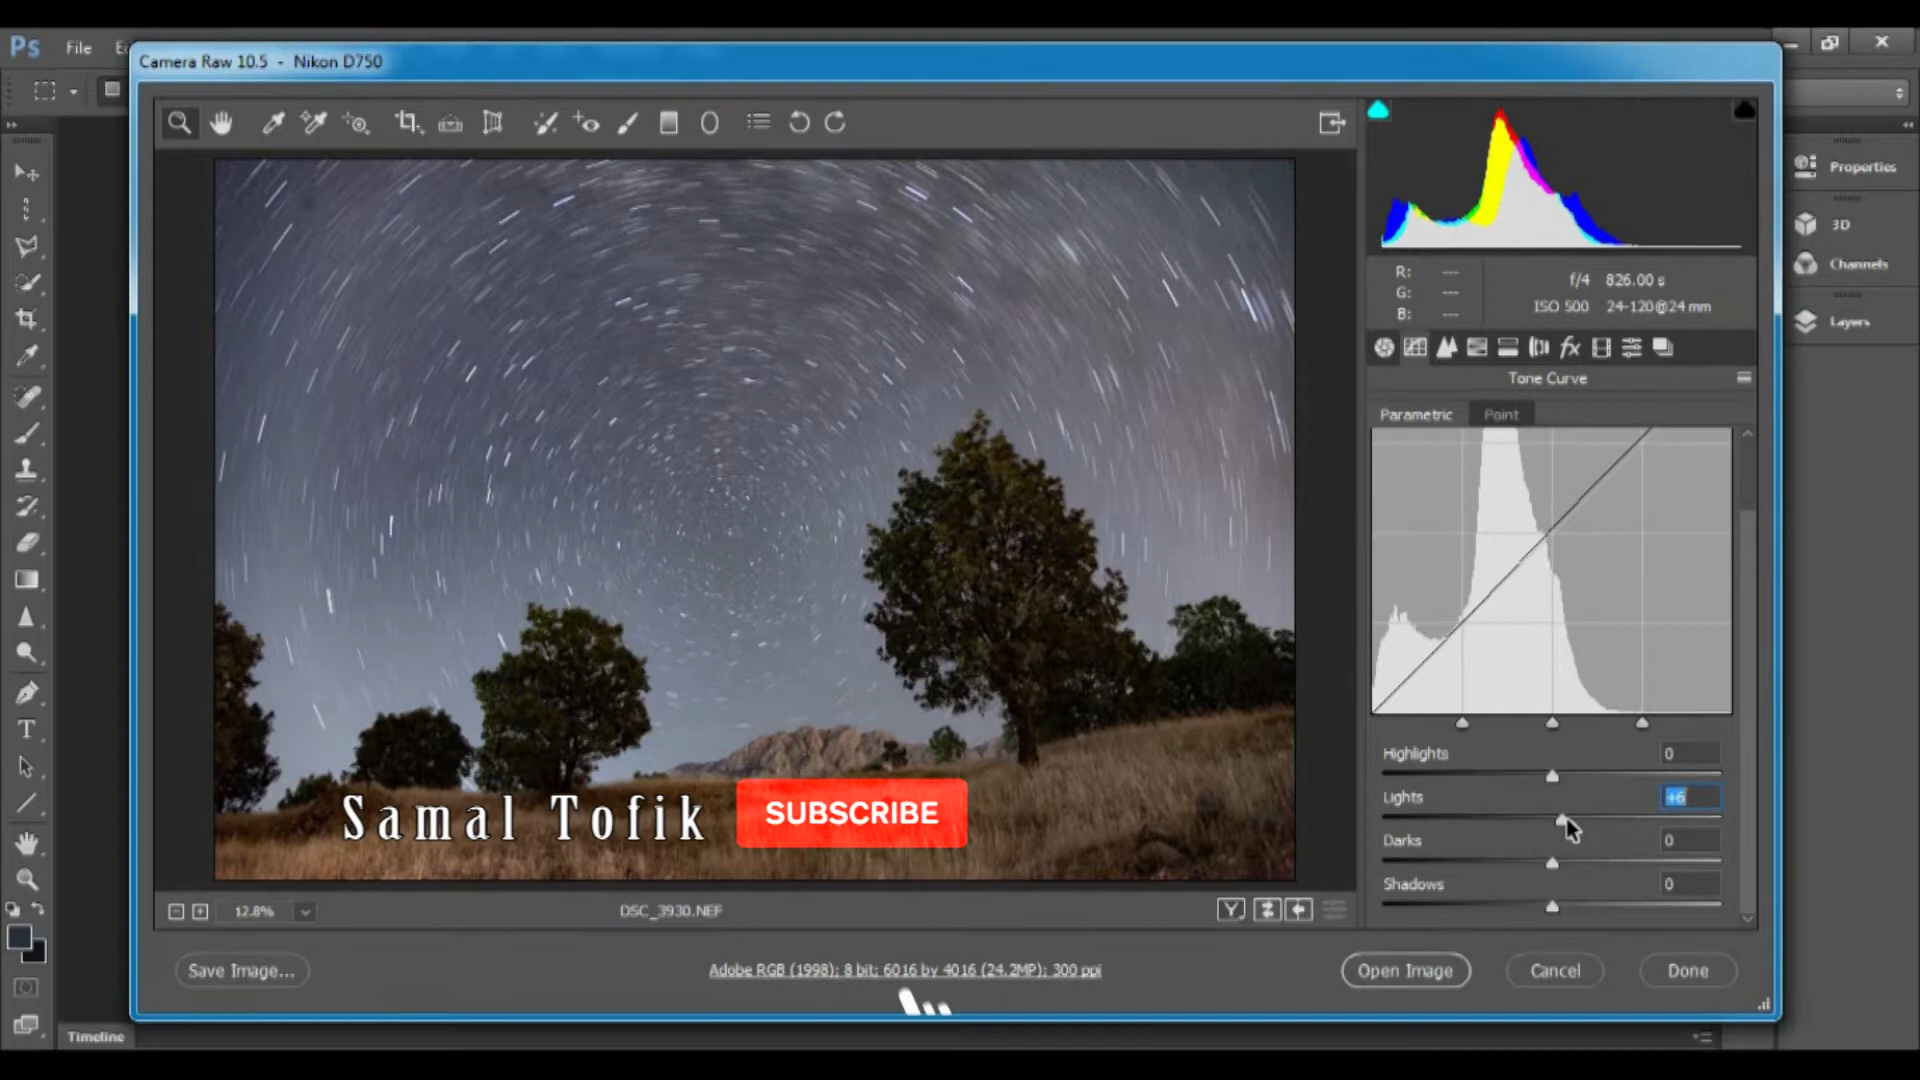 Ps File
Camera Raw 10.5 - Nikon D750
R: ---
G: ---
B: ---
f/4 826.00 s
ISO 500 24-120@24 mm
fx
Tone Curve
Parametric Point
Highlights 0
Lights +6
Darks 0
Shadows 0
Properties
3D
Channels
Layers
T
Samal Tofik SUBSCRIBE
12.8% DSC_3930.NEF Y
Save Image... Adobe RGB (1998); 8 bit; 6016 by 4016 (24.2MP); 300 ppi Open Image Cancel Done
Timeline